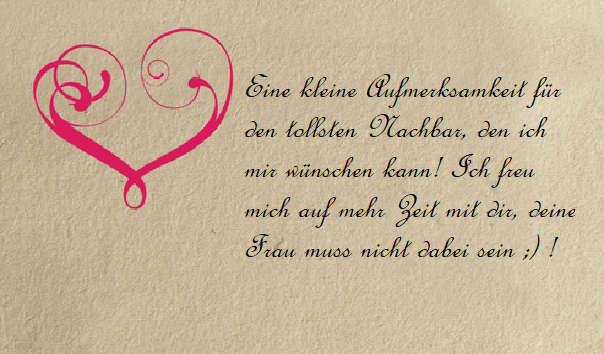 Eine kleine Aufmerksamkeit für
den tollsten Nachbar, den ich
mir wünschen kann! Ich freu
mich auf mehr Zeit mit dir, deine
Frau muss nicht dabei sein ;) !